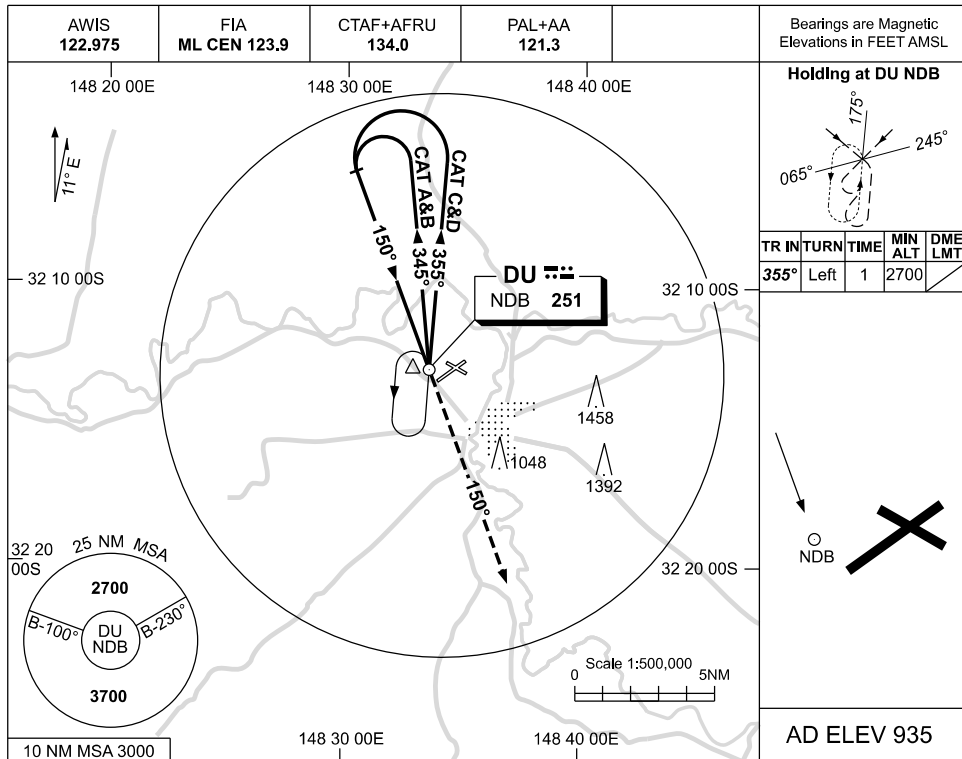 AWIS
122.975
FIA
ML CEN 123.9
CTAF+AFRU
134.0
PAL+AA
121.3
Bearings are Magnetic
Elevations in FEET AMSL
148 20 00E
148 30 00E
148 40 00E
11° E
CAT A&B
CAT C&D
150°
345°
355°
DU
NDB 251
32 10 00S
32 10 00S
1458
1048
1392
150°
32 20
00S
32 20 00S
25 NM MSA
2700
B-100°
DU
NDB
B-230°
3700
10 NM MSA 3000
Scale 1:500,000
0
5NM
148 30 00E
148 40 00E
Holding at DU NDB
175°
245°
065°
TR IN TURN TIME MIN ALT DME LMT
355° Left 1 2700
NDB
AD ELEV 935